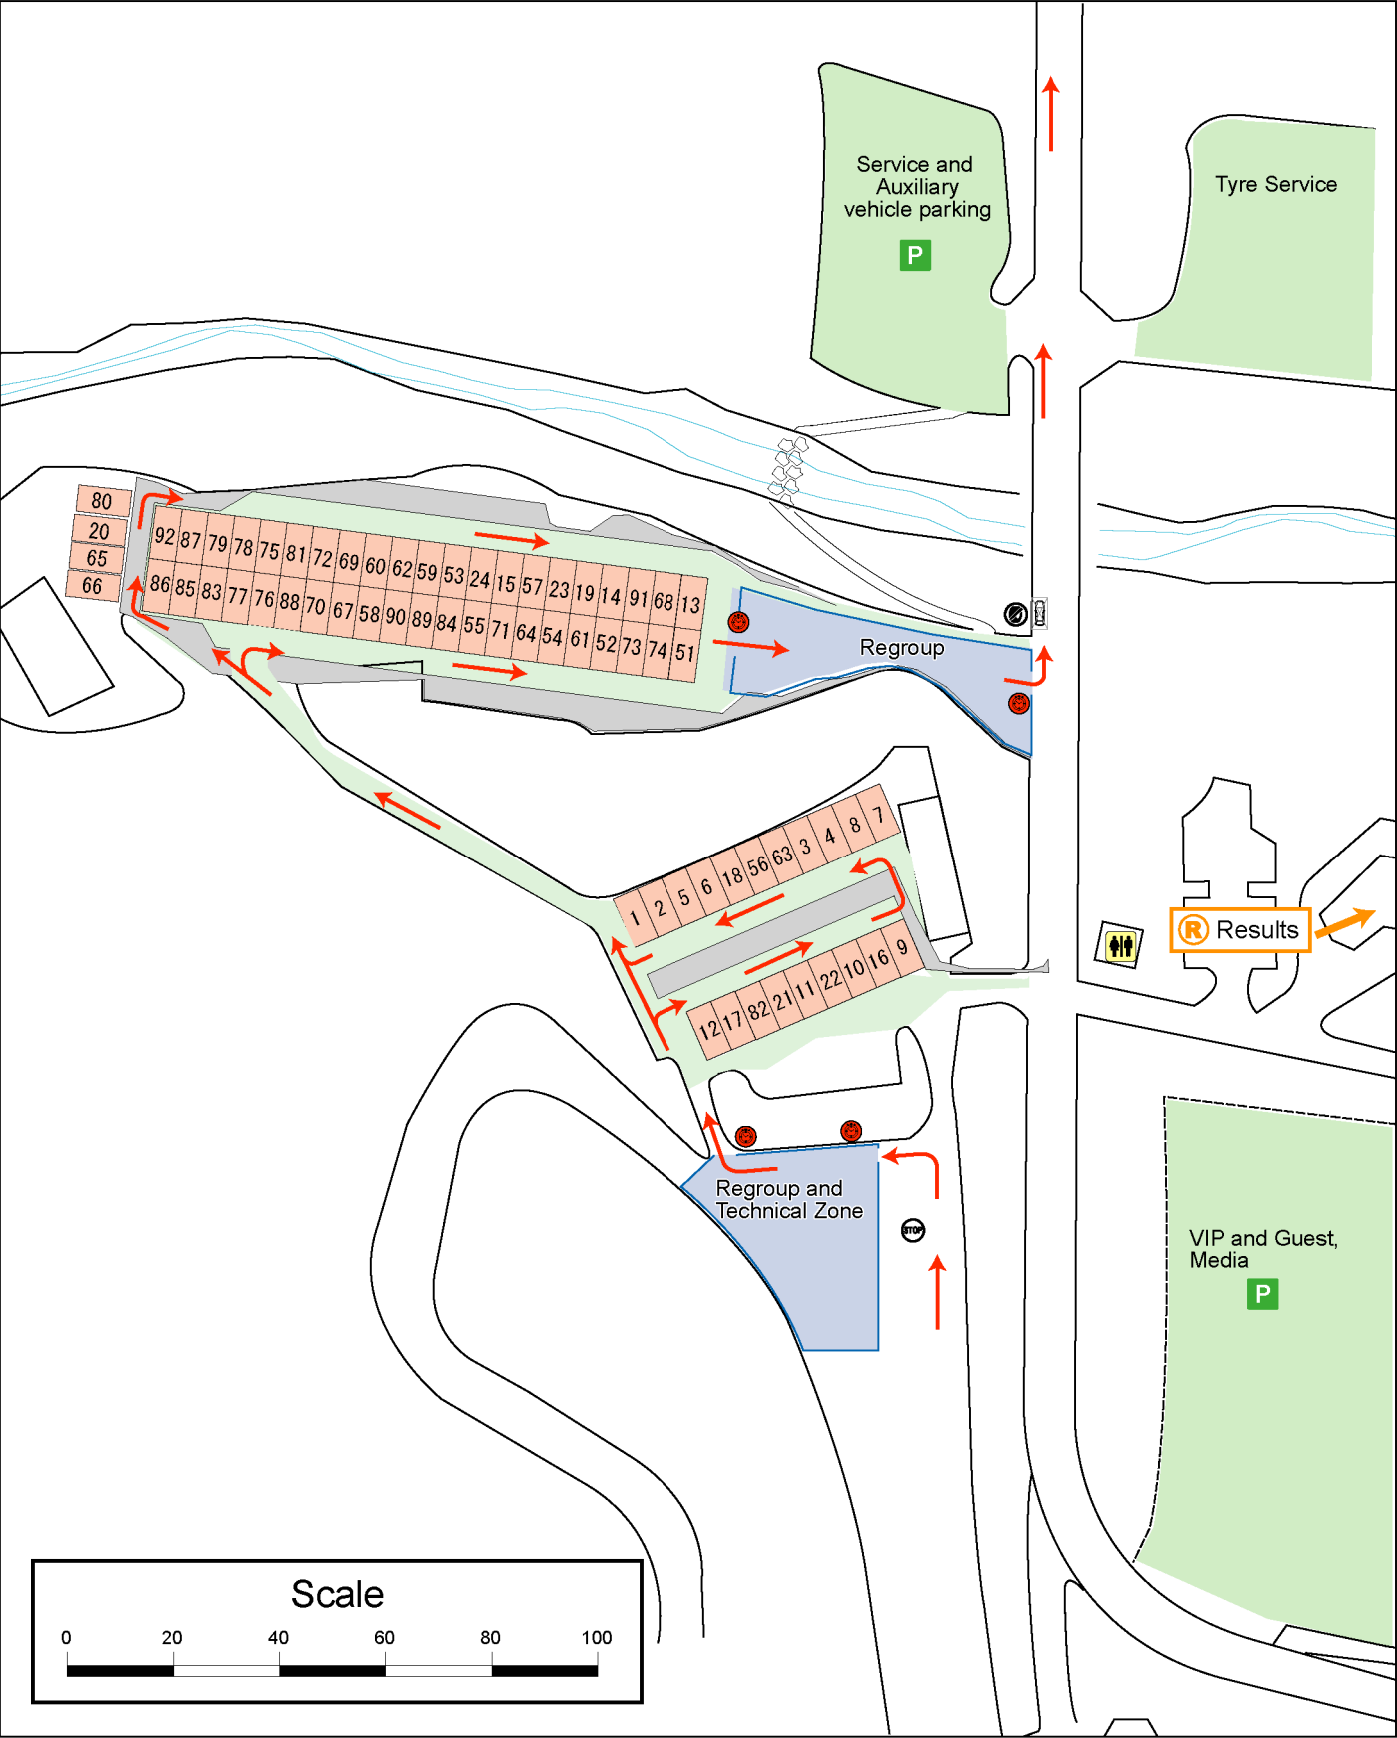 Service and
Auxiliary
vehicle parking
P
Tyre Service
80
20
65
66
92 87 79 78 75 81 72 69 60 62 59 53 24 15 57 23 19 14 91 68 13
86 85 83 77 76 88 70 67 58 90 89 84 55 71 64 54 61 52 73 74 51
Regroup
1 2 5 6 18 56 63 3 4 8 7
12 17 82 21 11 22 10 16 9
R Results
Regroup and
Technical Zone
STOP
VIP and Guest,
Media
P
Scale
0 20 40 60 80 100